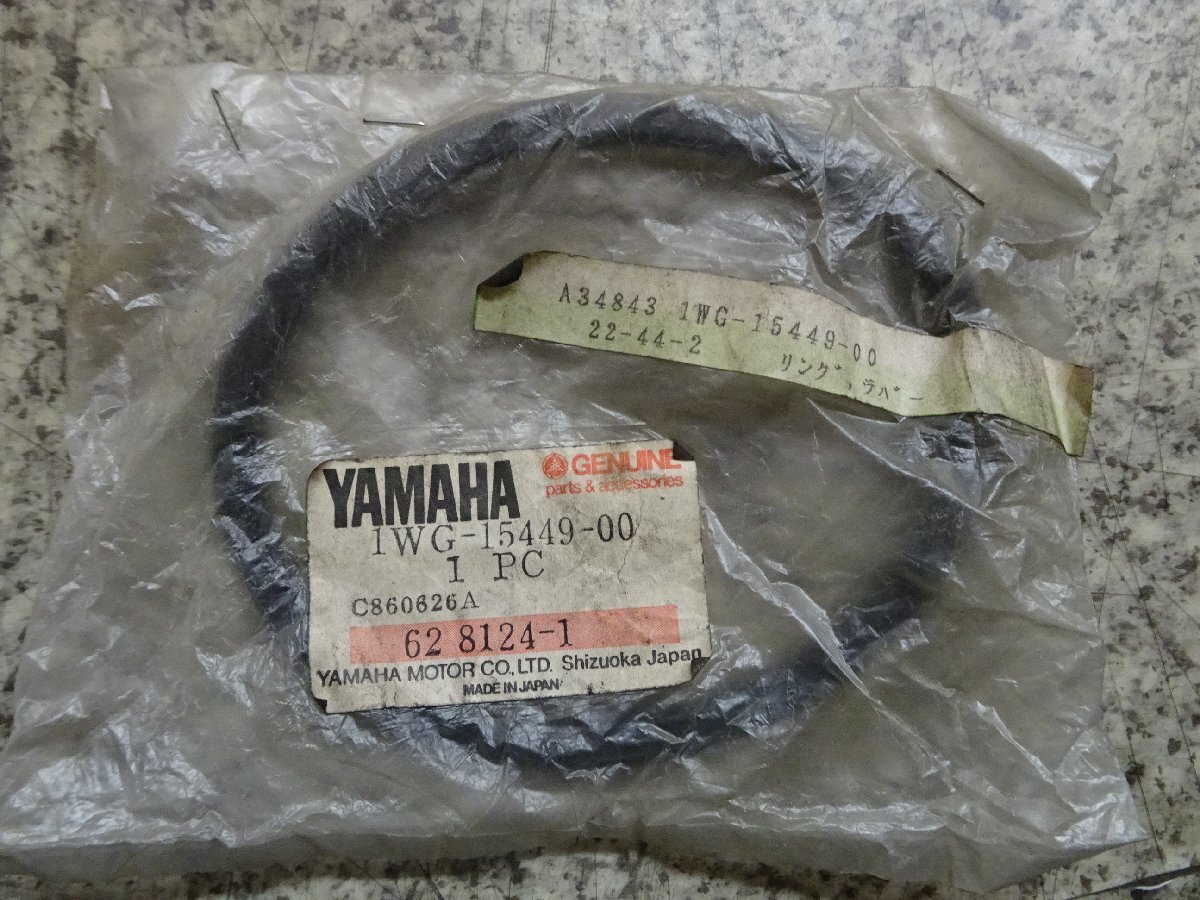 A34843 1WG-15449-00
22-44-2 リング,ラバー
YAMAHA GENUINE
parts & accessories
1WG-15449-00
1 PC
C860626A
62 8124-1
YAMAHA MOTOR CO., LTD. Shizuoka Japan
MADE IN JAPAN